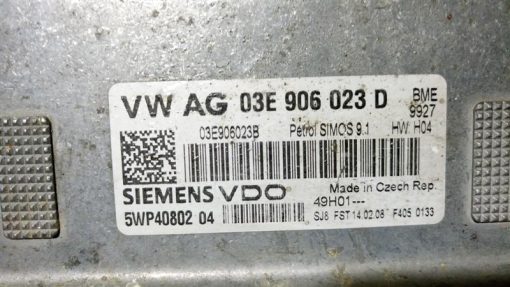 VW AG 03E 906 023 D BME
9927
03E906023B Petrol SIMOS 9.1 HW H04
SIEMENS VDO Made in Czech Rep.
49H01---
5WP40802 04 SJ8 FST 14.02.08 F405 0133